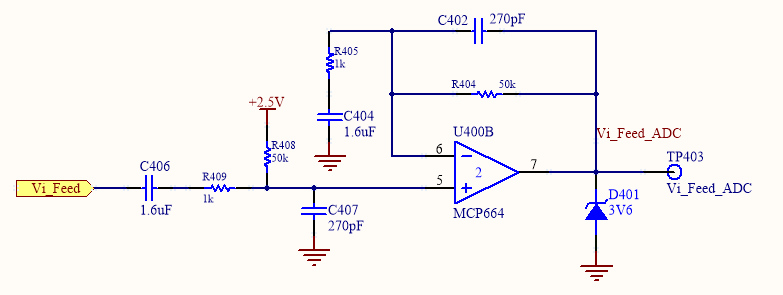 C402 270pF
R405
1k
R404 50k
+2.5V
C404
1.6uF
R408
50k
U400B
Vi_Feed_ADC
C406
6
7
2
TP403
Vi_Feed
R409
5
Vi_Feed_ADC
1.6uF
1k
C407
270pF
MCP664
D401
3V6